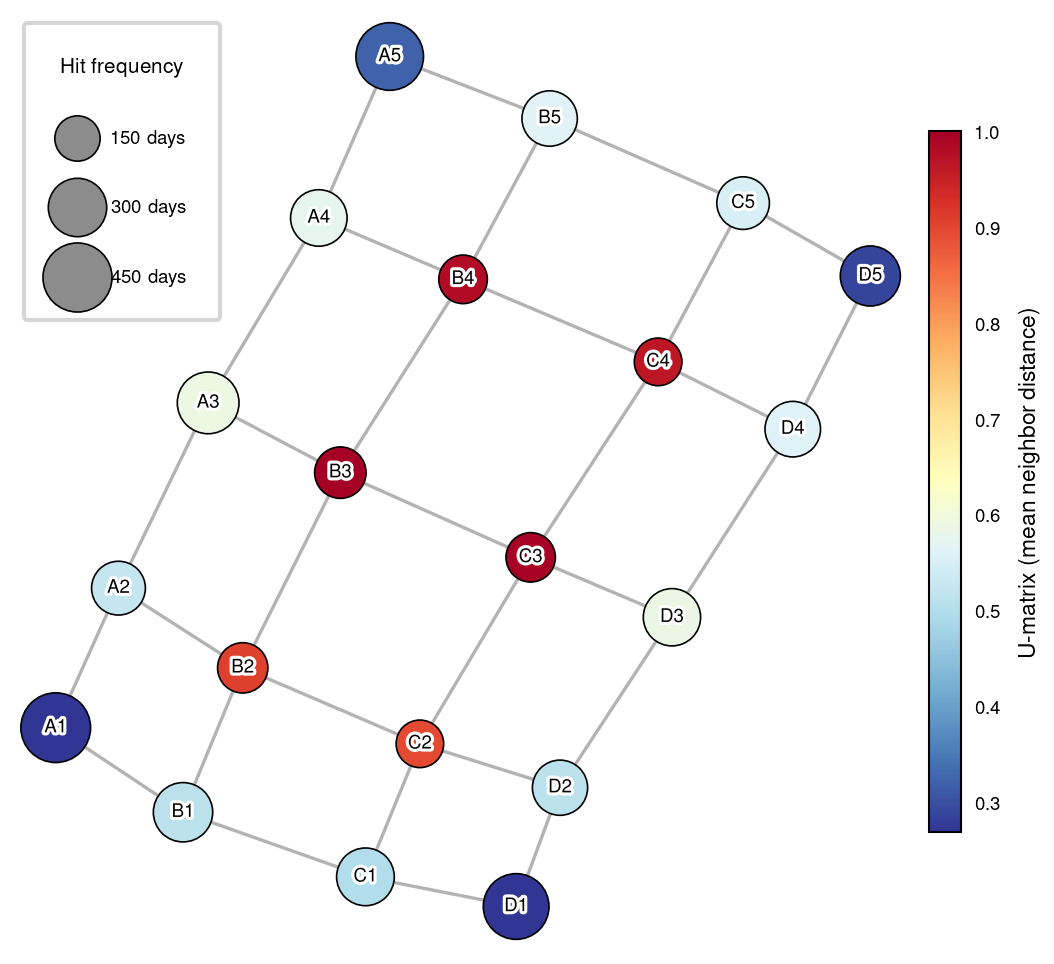 Hit frequency
150 days
300 days
450 days
A5
B5
C5
D5
A4
B4
C4
D4
A3
B3
C3
D3
A2
B2
C2
D2
A1
B1
C1
D1
1.0
0.9
0.8
0.7
0.6
0.5
0.4
0.3
U-matrix (mean neighbor distance)